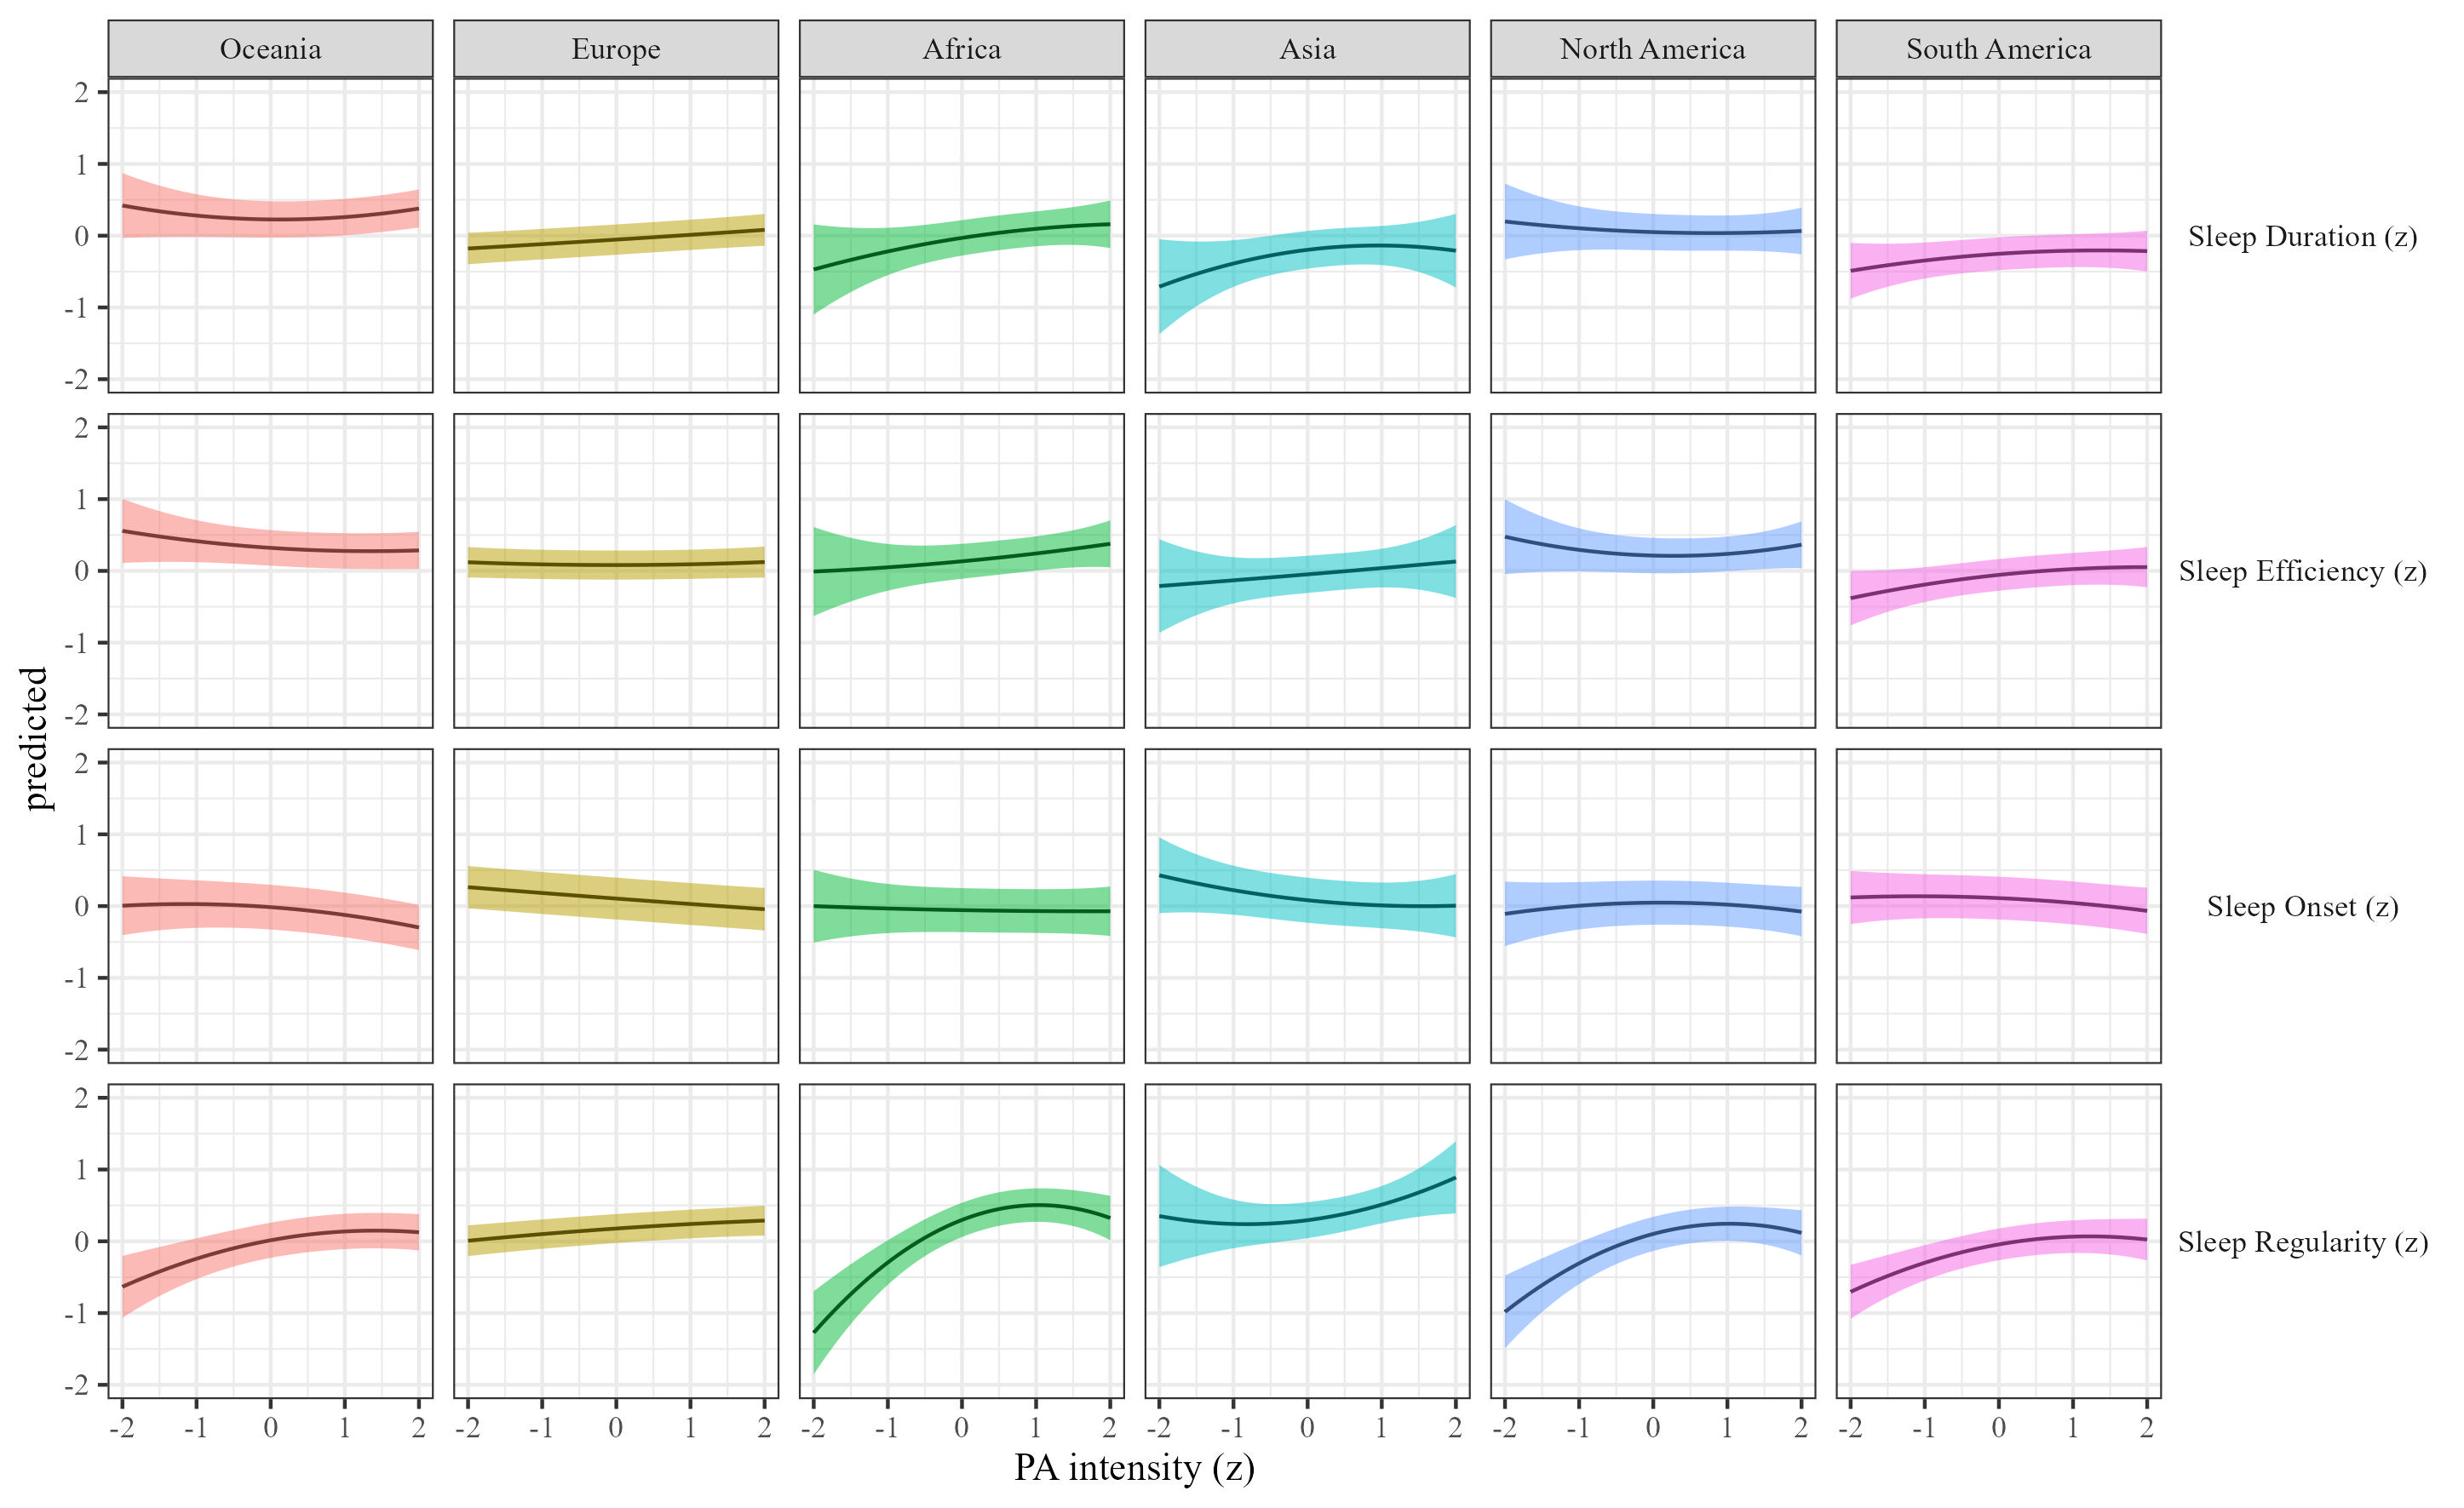 Oceania Europe Africa Asia North America South America
2
1
0
-1
-2
Sleep Duration (z)
2
1
0
-1
-2
Sleep Efficiency (z)
predicted
2
1
0
-1
-2
Sleep Onset (z)
2
1
0
-1
-2
Sleep Regularity (z)
-2 -1 0 1 2 -2 -1 0 1 2 -2 -1 0 1 2 -2 -1 0 1 2 -2 -1 0 1 2 -2 -1 0 1 2
PA intensity (z)